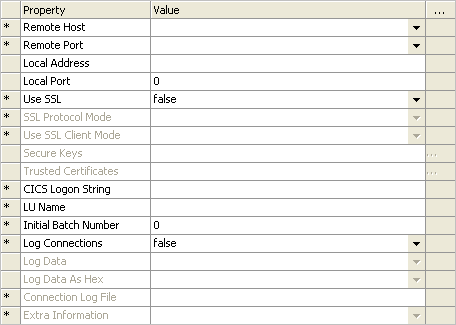 Property Value ...
* Remote Host
* Remote Port
Local Address
Local Port 0
* Use SSL false
* SSL Protocol Mode
* Use SSL Client Mode
Secure Keys ...
Trusted Certificates ...
* CICS Logon String
* LU Name
* Initial Batch Number 0
* Log Connections false
Log Data
Log Data As Hex
* Connection Log File
* Extra Information